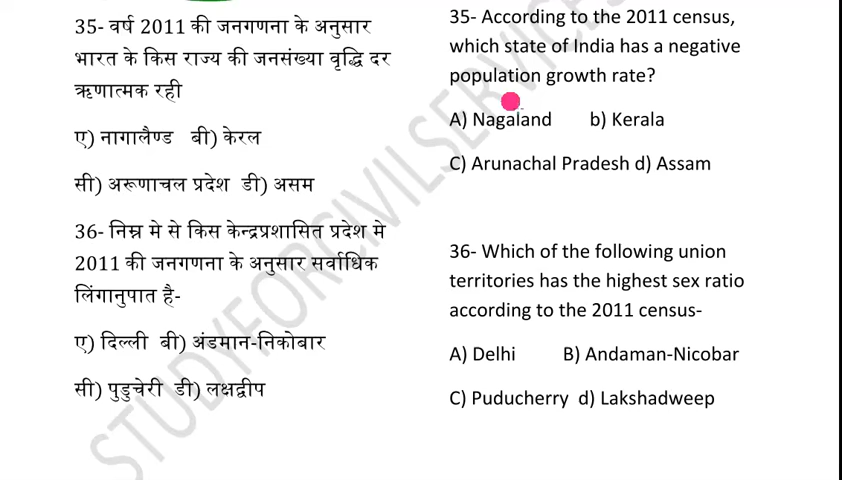 35- वर्ष 2011 की जनगणना के अनुसार
भारत के किस राज्य की जनसंख्या वृद्धि दर
ऋणात्मक रही
ए) नागालैण्ड बी) केरल
सी) अरूणाचल प्रदेश डी) असम
36- निम्न मे से किस केन्द्रप्रशासित प्रदेश मे
2011 की जनगणना के अनुसार सर्वाधिक
लिंगानुपात है-
ए) दिल्ली बी) अंडमान-निकोबार
सी) पुडुचेरी डी) लक्षद्वीप
35- According to the 2011 census,
which state of India has a negative
population growth rate?
A) Nagaland b) Kerala
C) Arunachal Pradesh d) Assam
36- Which of the following union
territories has the highest sex ratio
according to the 2011 census-
A) Delhi B) Andaman-Nicobar
C) Puducherry d) Lakshadweep
STUDYFORCIVILSERVICES